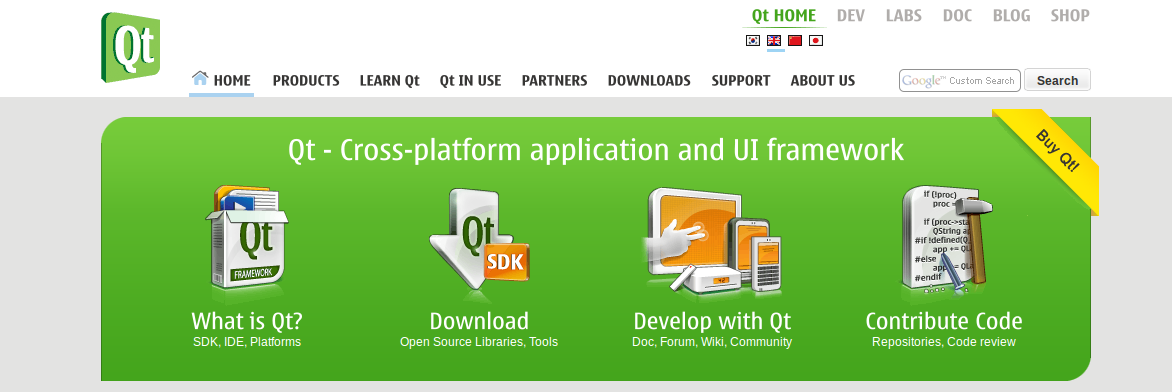 Qt
Qt HOME DEV LABS DOC BLOG SHOP
HOME PRODUCTS LEARN Qt Qt IN USE PARTNERS DOWNLOADS SUPPORT ABOUT US
Google™ Custom Search Search
Buy Qt!
Qt - Cross-platform application and UI framework
Qt
FRAMEWORK
Qt
SDK
if (!proc)
proc =
if (proc->sta
QString a
#if !defined(Q_
app +=
#else
app
#endif
What is Qt? Download Develop with Qt Contribute Code
SDK, IDE, Platforms Open Source Libraries, Tools Doc, Forum, Wiki, Community Repositories, Code review